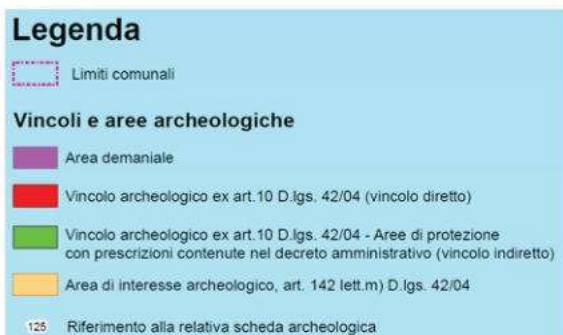 Legenda
Limiti comunali
Vincoli e aree archeologiche
Area demaniale
Vincolo archeologico ex art.10 D.lgs. 42/04 (vincolo diretto)
Vincolo archeologico ex art.10 D.lgs. 42/04 - Aree di protezione
con prescrizioni contenute nel decreto amministrativo (vincolo indiretto)
Area di interesse archeologico, art. 142 lett.m) D.lgs. 42/04
125 Riferimento alla relativa scheda archeologica